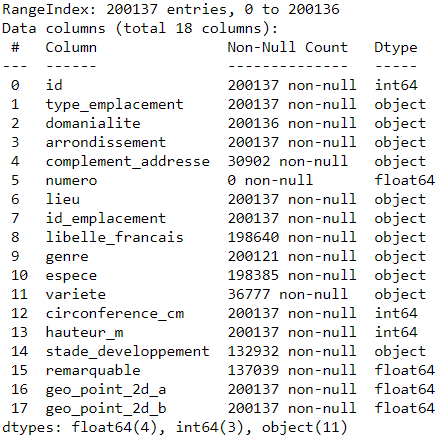 RangeIndex: 200137 entries, 0 to 200136
Data columns (total 18 columns):
 #   Column               Non-Null Count   Dtype
---  ------               --------------   -----
 0   id                   200137 non-null  int64
 1   type_emplacement     200137 non-null  object
 2   domanialite          200136 non-null  object
 3   arrondissement       200137 non-null  object
 4   complement_addresse  30902 non-null   object
 5   numero               0 non-null       float64
 6   lieu                 200137 non-null  object
 7   id_emplacement       200137 non-null  object
 8   libelle_francais     198640 non-null  object
 9   genre                200121 non-null  object
 10  espece               198385 non-null  object
 11  variete              36777 non-null   object
 12  circonference_cm     200137 non-null  int64
 13  hauteur_m            200137 non-null  int64
 14  stade_developpement  132932 non-null  object
 15  remarquable          137039 non-null  float64
 16  geo_point_2d_a       200137 non-null  float64
 17  geo_point_2d_b       200137 non-null  float64
dtypes: float64(4), int64(3), object(11)